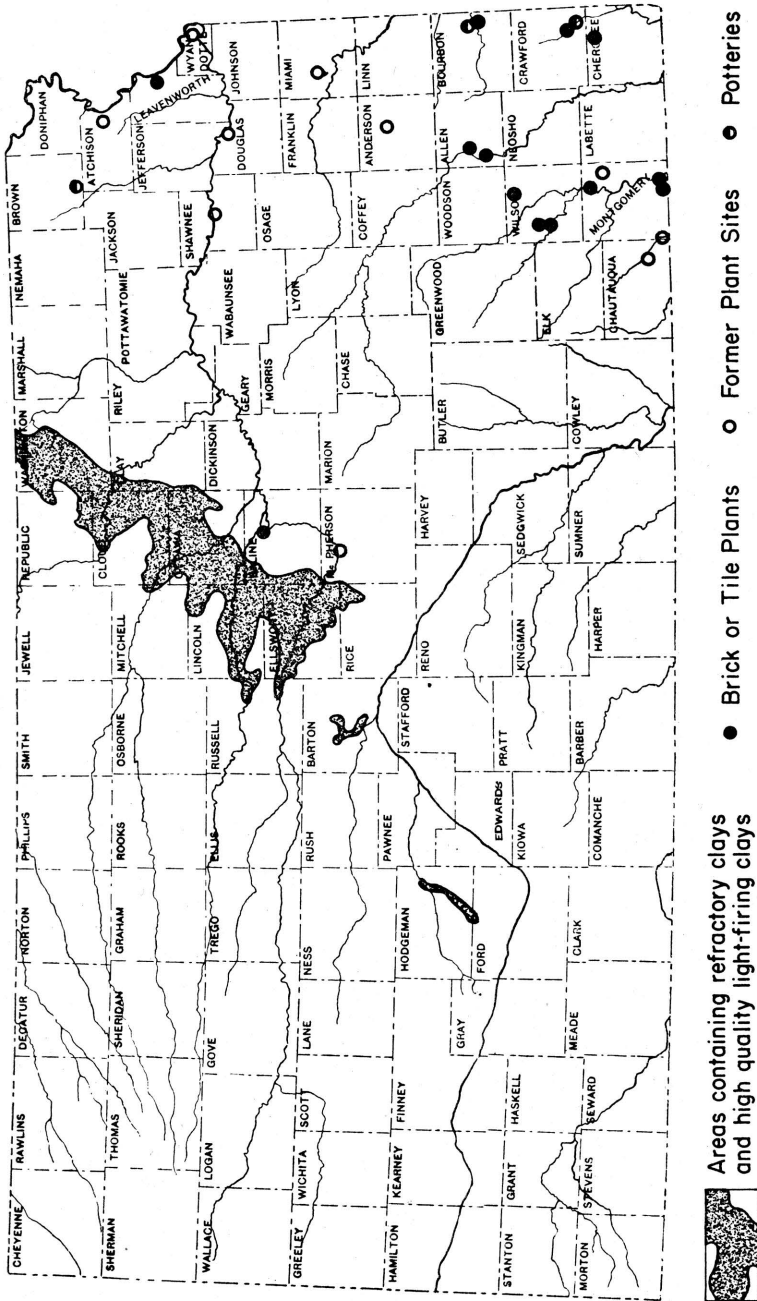 CHEYENNE
RAWLINS
DECATUR
NORTON
PHILLIPS
SMITH
JEWELL
REPUBLIC
WASHINGTON
MARSHALL
NEMAHA
BROWN
DONIPHAN
SHERMAN
THOMAS
SHERIDAN
GRAHAM
ROOKS
OSBORNE
MITCHELL
CLOUD
CLAY
RILEY
POTTAWATOMIE
JACKSON
ATCHISON
JEFFERSON
LEAVENWORTH
WYAN
DOTTE
WALLACE
LOGAN
GOVE
TREGO
ELLIS
RUSSELL
LINCOLN
OTTAWA
SALINE
DICKINSON
GEARY
WABAUNSEE
SHAWNEE
DOUGLAS
JOHNSON
GREELEY
WICHITA
SCOTT
LANE
NESS
RUSH
BARTON
ELLSWORTH
RICE
Mc PHERSON
MARION
MORRIS
CHASE
LYON
OSAGE
COFFEY
FRANKLIN
MIAMI
ANDERSON
LINN
HAMILTON
KEARNEY
FINNEY
HODGEMAN
PAWNEE
STAFFORD
RENO
HARVEY
BUTLER
GREENWOOD
WOODSON
ALLEN
BOURBON
STANTON
GRANT
HASKELL
GRAY
FORD
EDWARDS
KIOWA
PRATT
KINGMAN
SEDGWICK
ELK
WILSON
NEOSHO
CRAWFORD
MORTON
STEVENS
SEWARD
MEADE
CLARK
COMANCHE
BARBER
HARPER
SUMNER
COWLEY
CHAUTAUQUA
MONTGOMERY
LABETTE
CHEROKEE
Areas containing refractory clays
and high quality light-firing clays
Brick or Tile Plants
Former Plant Sites
Potteries